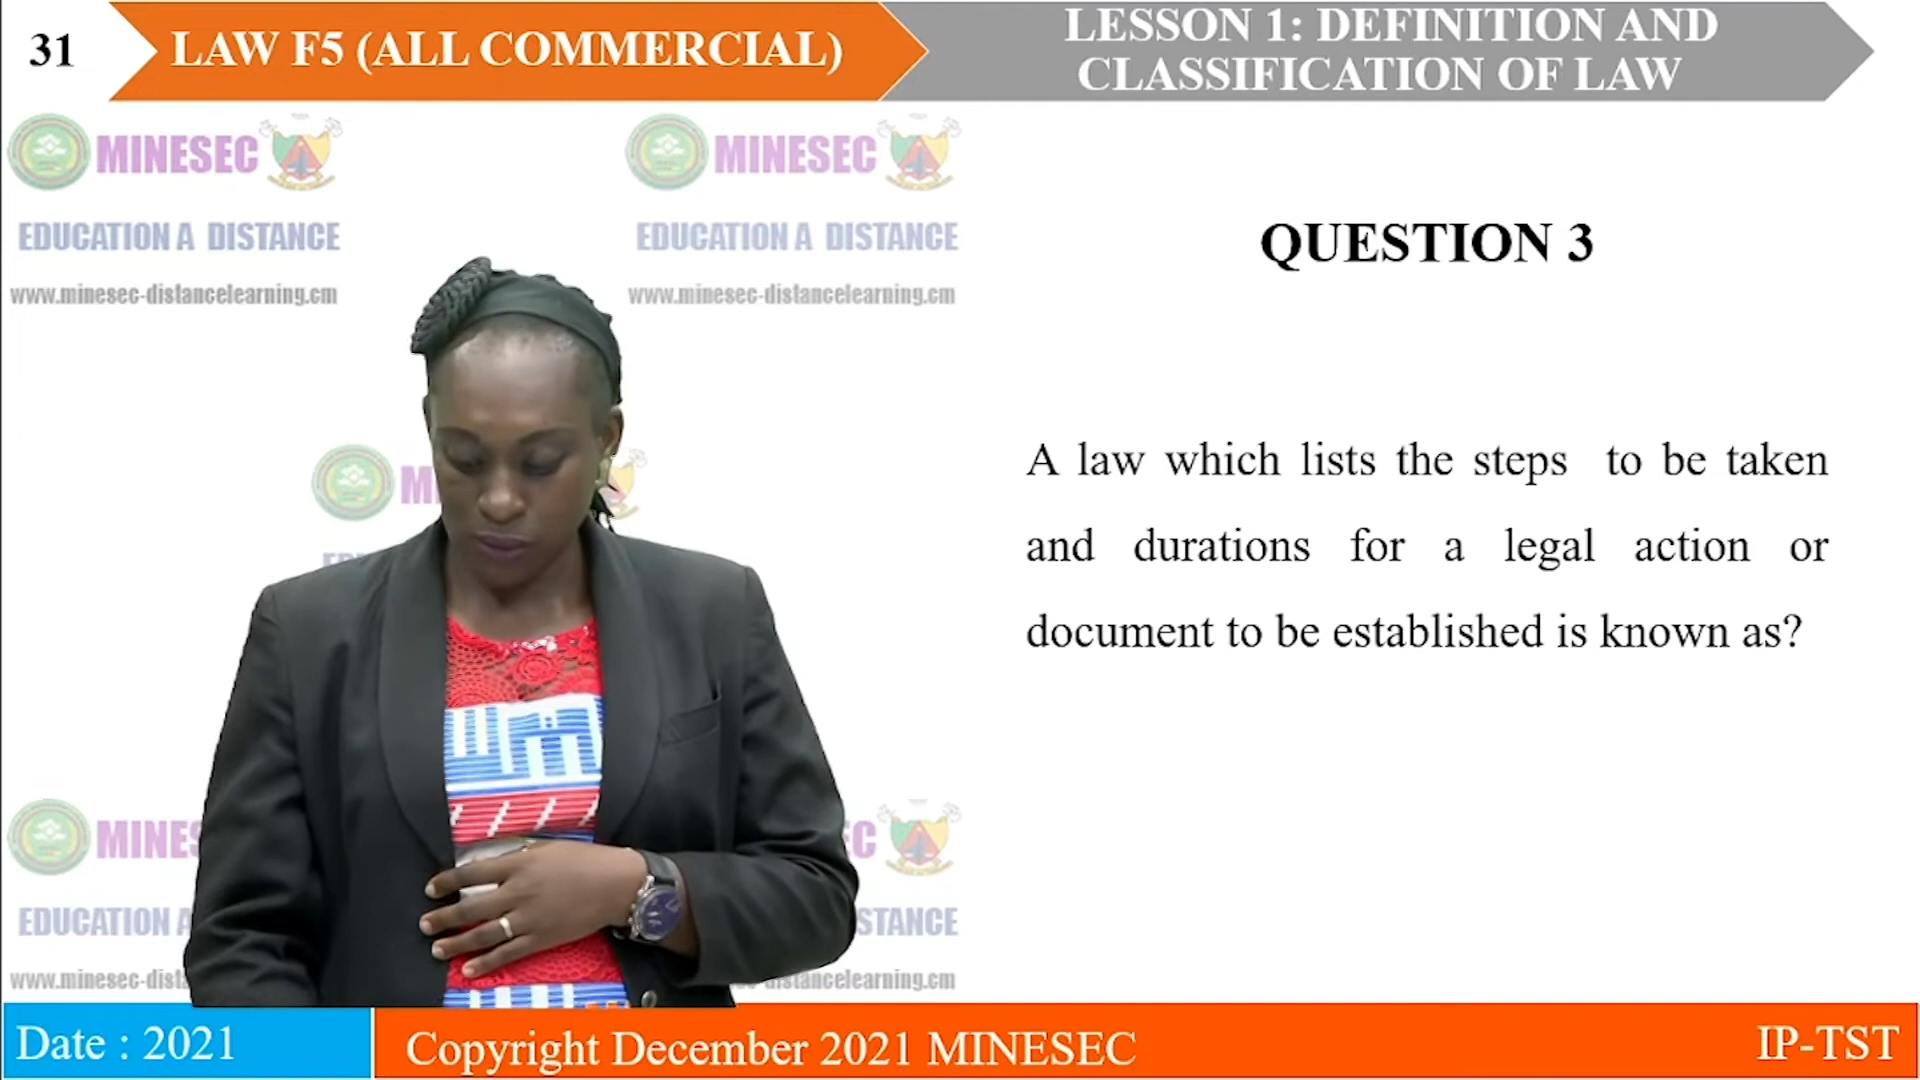 31
LAW F5 (ALL COMMERCIAL)
LESSON 1: DEFINITION AND
CLASSIFICATION OF LAW
MINESEC
MINESEC
EDUCATION A DISTANCE
EDUCATION A DISTANCE
www.minesec-distancelearning.cm
www.minesec-distancelearning.cm
QUESTION 3
A law which lists the steps to be taken
and durations for a legal action or
document to be established is known as?
EDUCATION A
STANCE
Date : 2021
Copyright December 2021 MINESEC
IP-TST